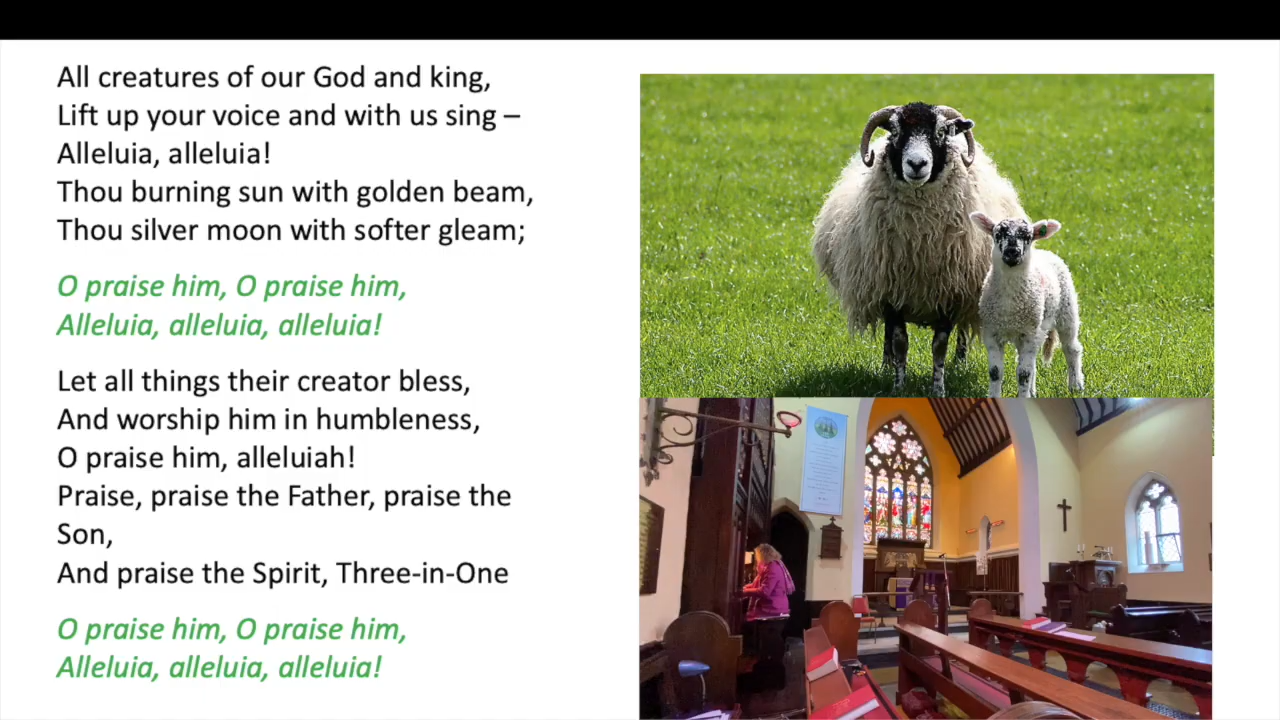 All creatures of our God and king,
Lift up your voice and with us sing –
Alleluia, alleluia!
Thou burning sun with golden beam,
Thou silver moon with softer gleam;
O praise him, O praise him,
Alleluia, alleluia, alleluia!
Let all things their creator bless,
And worship him in humbleness,
O praise him, alleluiah!
Praise, praise the Father, praise the
Son,
And praise the Spirit, Three-in-One
O praise him, O praise him,
Alleluia, alleluia, alleluia!